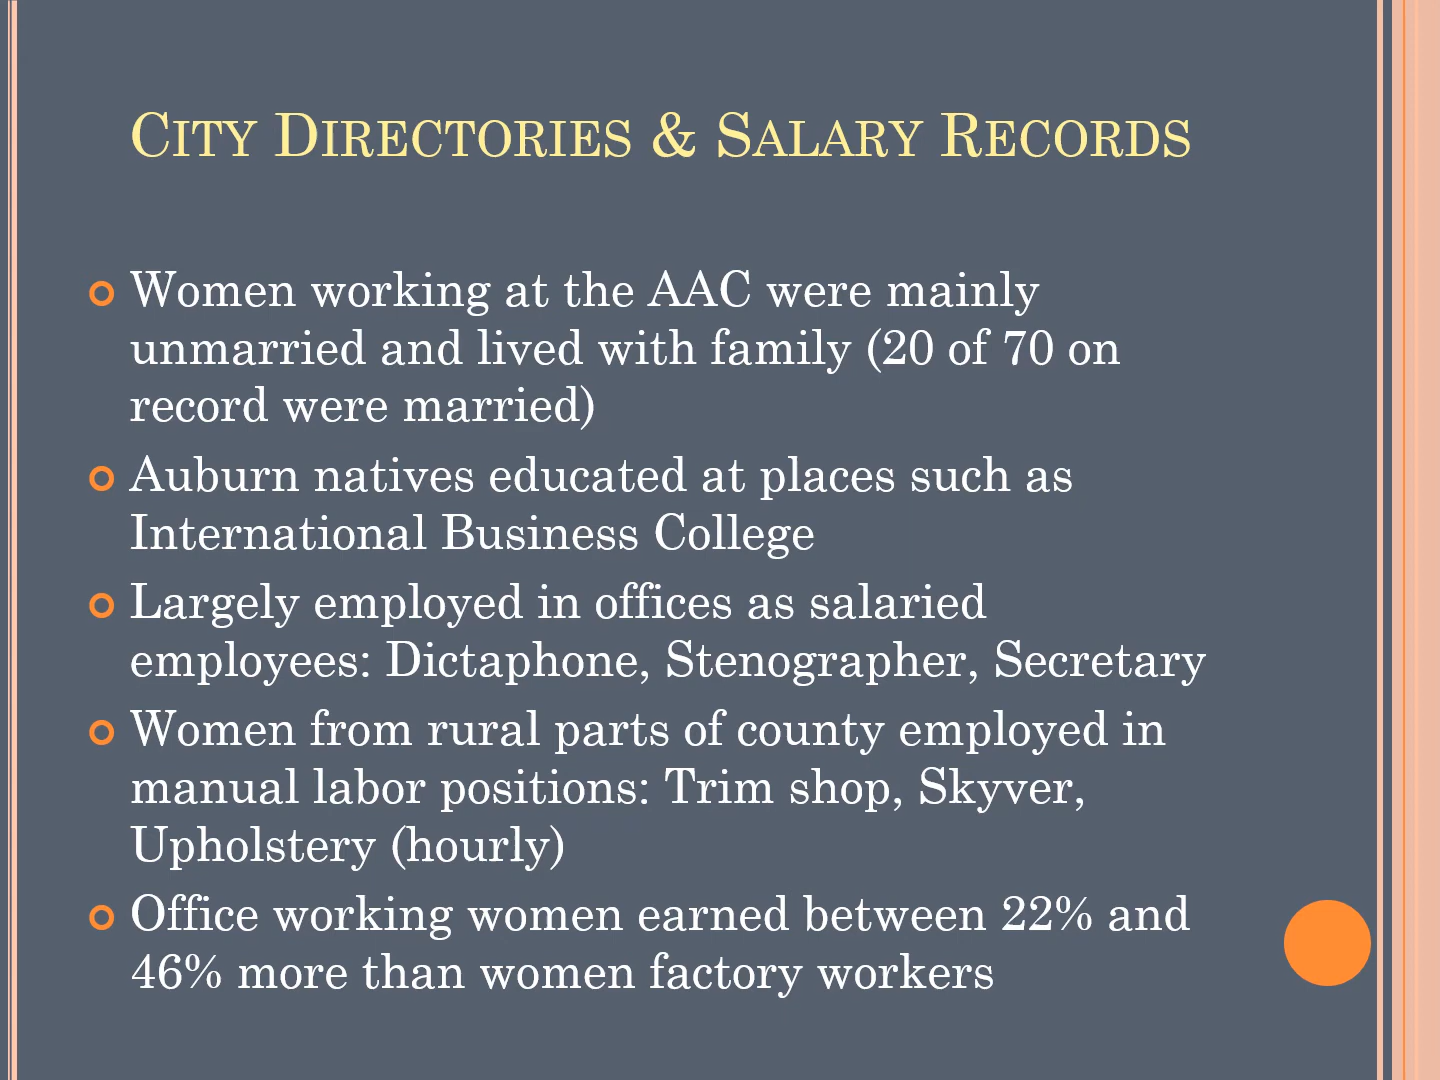 City Directories & Salary Records
Women working at the AAC were mainly
unmarried and lived with family (20 of 70 on
record were married)
Auburn natives educated at places such as
International Business College
Largely employed in offices as salaried
employees: Dictaphone, Stenographer, Secretary
Women from rural parts of county employed in
manual labor positions: Trim shop, Skyver,
Upholstery (hourly)
Office working women earned between 22% and
46% more than women factory workers